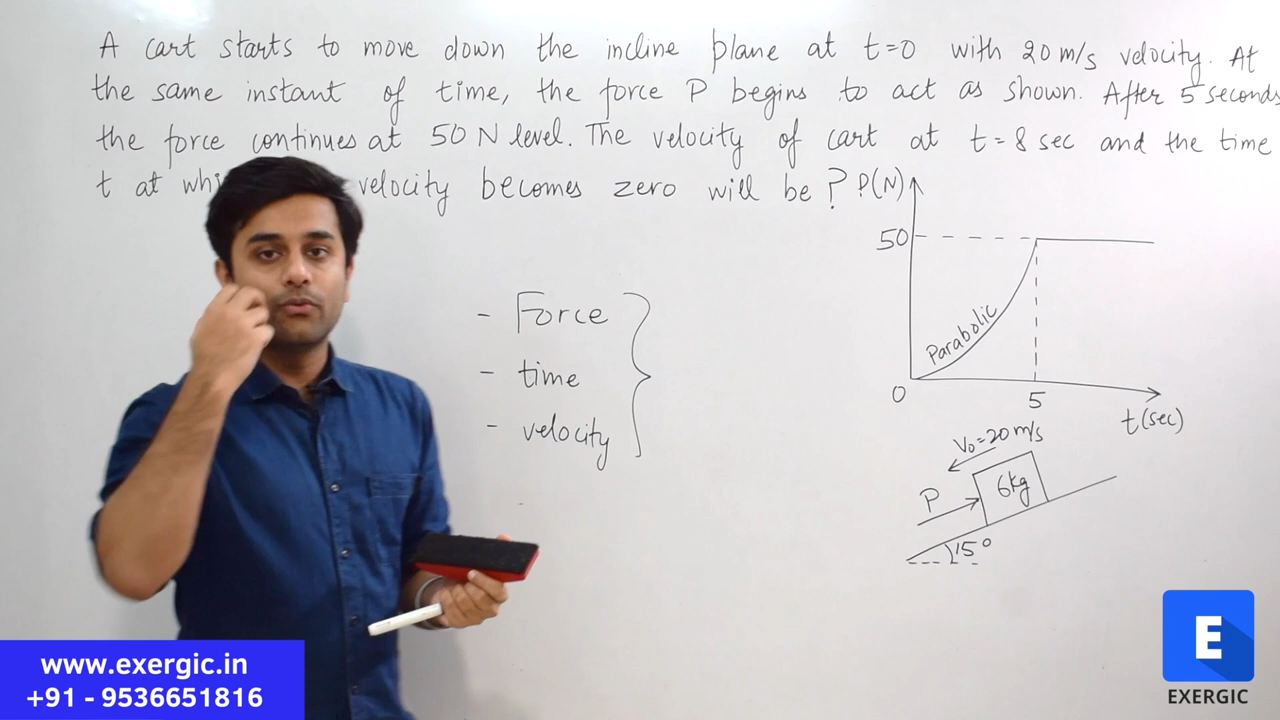 A cart starts to move down the incline plane at t=0 with 20 m/s velocity. At
the same instant of time, the force P begins to act as shown. After 5 seconds
the force continues at 50 N level. The velocity of cart at t= 8 sec and the time
t at velocity becomes zero will be?
P(N)
50
Parabolic
0
5
t(sec)
- Force
- time
- velocity
V₀=20m/s
P
6kg
15°
www.exergic.in
+91 - 9536651816
E
EXERGIC